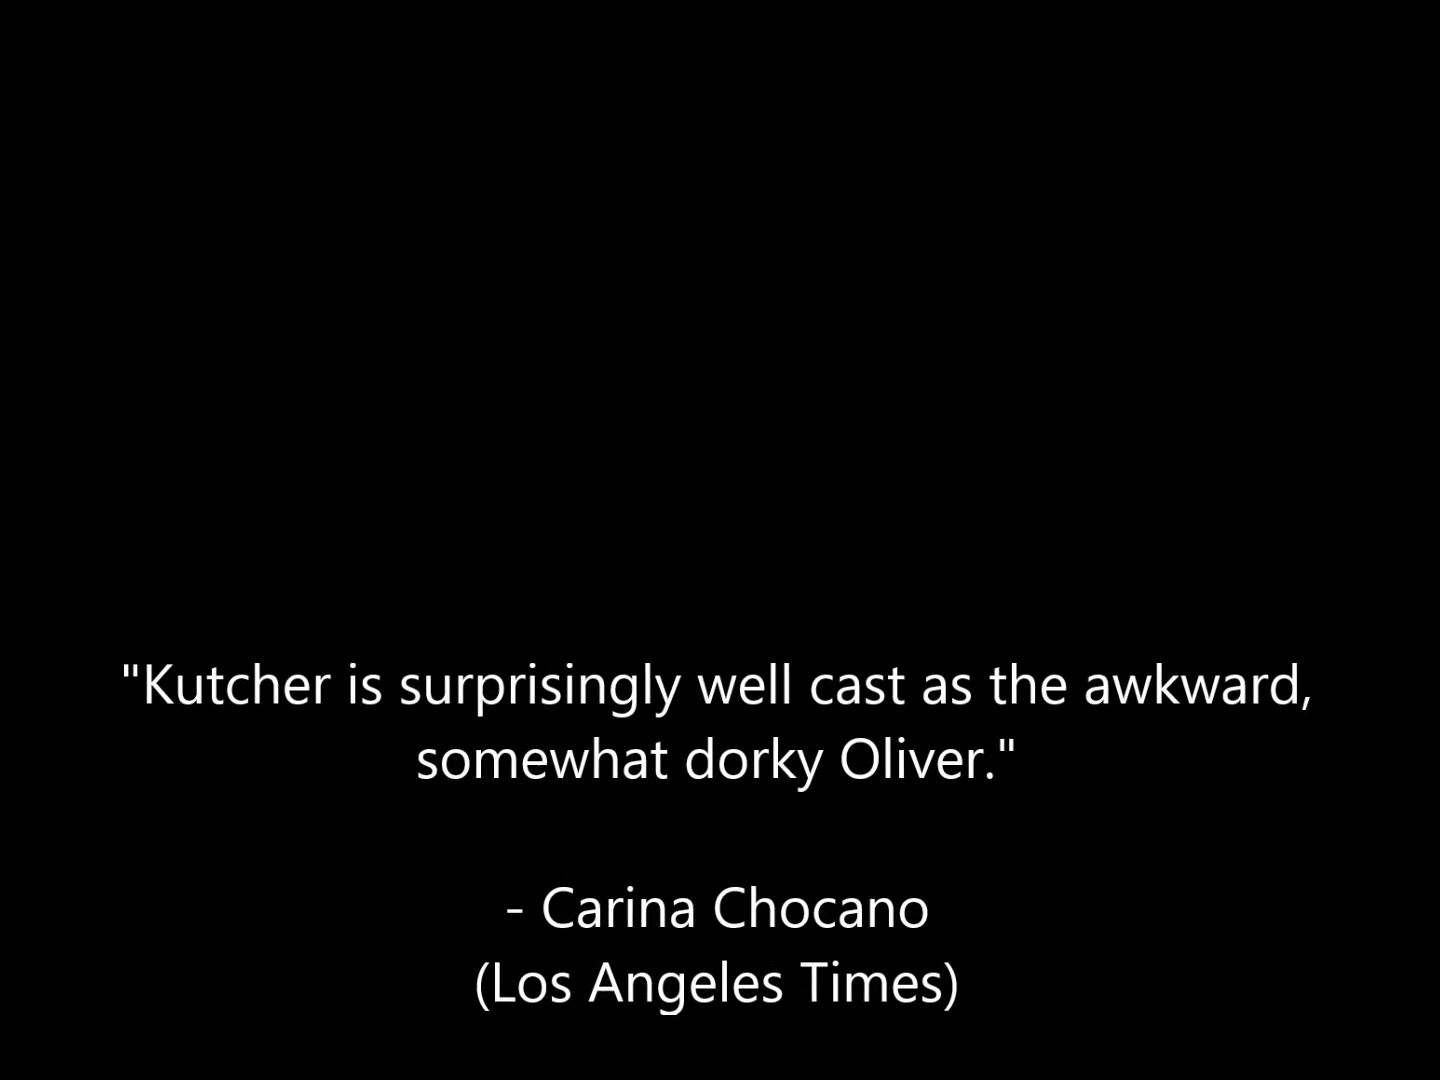 "Kutcher is surprisingly well cast as the awkward,
somewhat dorky Oliver."
- Carina Chocano
(Los Angeles Times)